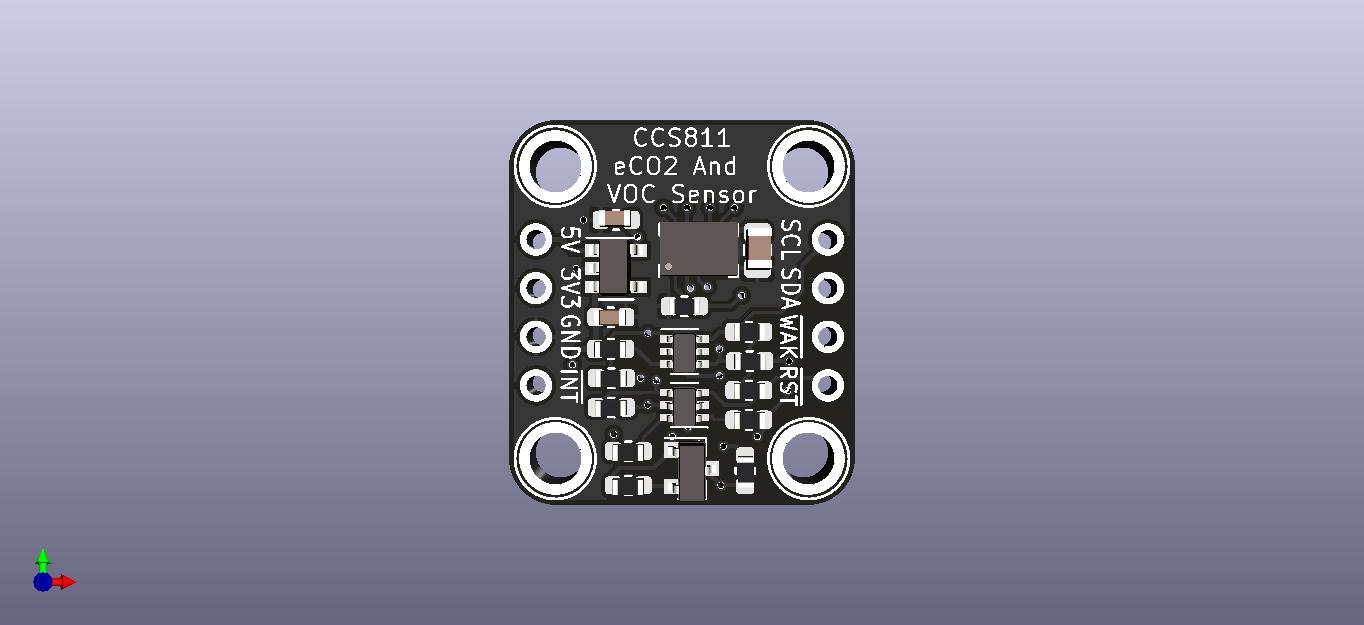 CCS811
eCO2 And
VOC Sensor
5V
3V3
GND
INT
SCL
SDA
WAK
RST